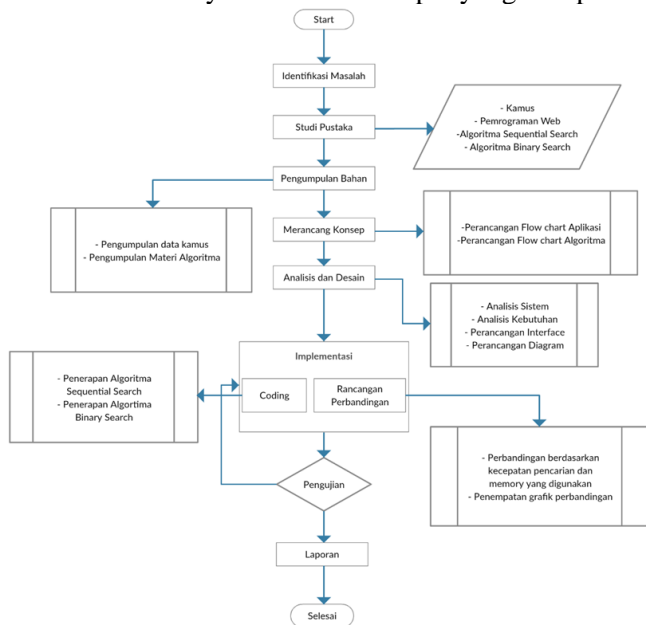 Start
Identifikasi Masalah
Studi Pustaka
- Kamus
- Pemrograman Web
-Algoritma Sequential Search
- Algoritma Binary Search
Pengumpulan Bahan
- Pengumpulan data kamus
- Pengumpulan Materi Algoritma
Merancang Konsep
-Perancangan Flow chart Aplikasi
-Perancangan Flow chart Algoritma
Analisis dan Desain
- Analisis Sistem
- Analisis Kebutuhan
- Perancangan Interface
- Perancangan Diagram
Implementasi
Coding
Rancangan
Perbandingan
- Penerapan Algoritma
Sequential Search
- Penerapan Algortima
Binary Search
- Perbandingan berdasarkan
kecepatan pencarian dan
memory yang digunakan
- Penempatan grafik perbandingan
Pengujian
Laporan
Selesai